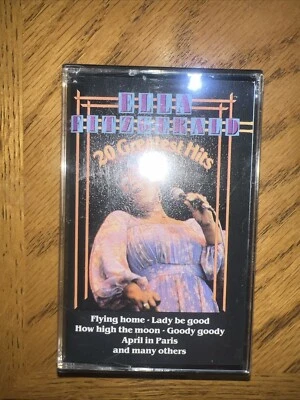 ELLA
FITZGERALD
20 Greatest Hits
Flying home · Lady be good
How high the moon · Goody goody
April in Paris
and many others